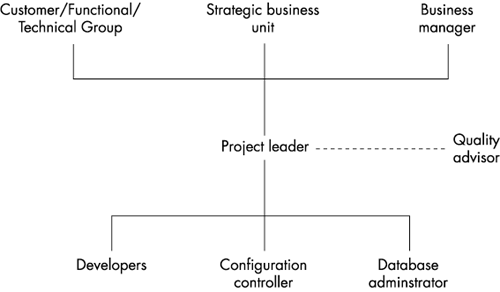 Customer/Functional/
Technical Group
Strategic business
unit
Business
manager
Project leader
Quality
advisor
Developers
Configuration
controller
Database
adminstrator